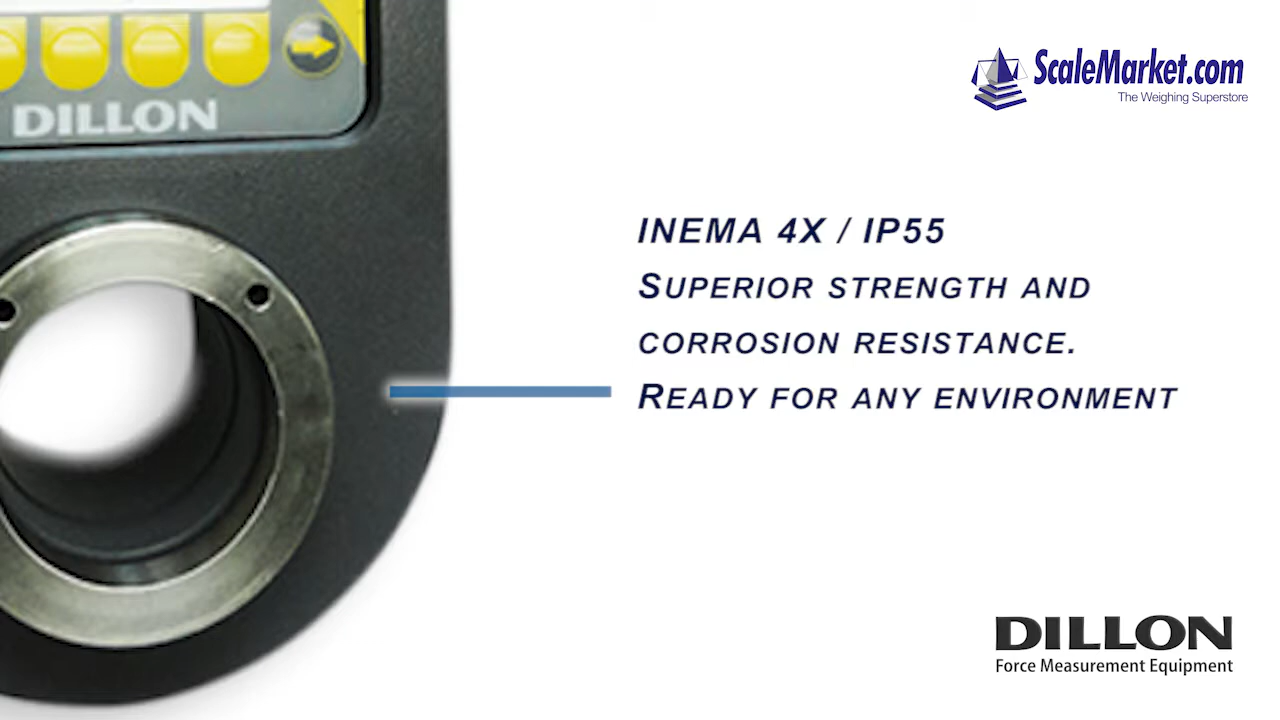 ScaleMarket.com
The Weighing Superstore
DILLON
INEMA 4X / IP55
SUPERIOR STRENGTH AND
CORROSION RESISTANCE.
READY FOR ANY ENVIRONMENT
DILLON
Force Measurement Equipment